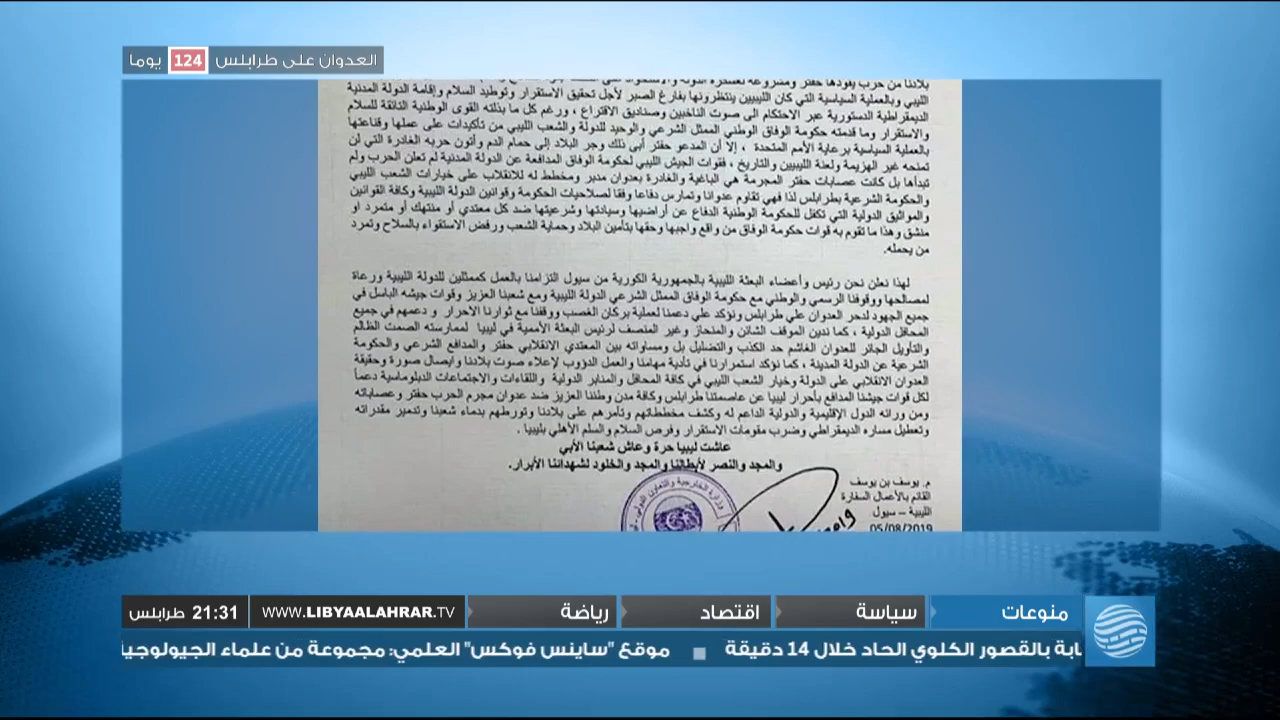 العدوان على طرابلس 124 يوما
الليبي وبالعملية السياسية التي كان الليبيين ينتظرونها بفارغ الصبر لأجل تحقيق الاستقرار وتوطيد السلام وإقامة الدولة المدنية
الديمقراطية الدستورية عبر الاحتكام الى صوت الناخبين وصناديق الاقتراع ، ورغم كل ما بذلته القوى الوطنية التائقة للسلام
والاستقرار وما قدمته حكومة الوفاق الوطني الممثل الشرعي والوحيد للدولة والشعب الليبي من تأكيدات على عملها وقناعتها
بالعملية السياسية برعاية الأمم المتحدة ، إلا أن المدعو حفتر أبى ذلك وجر البلاد إلى حمام الدم وأتون حربه الغادرة التي لن
تمنحه غير الهزيمة ولعنة الليبيين والتاريخ ، فقوات الجيش الليبي لحكومة الوفاق المدافعة عن الدولة المدنية لم تعلن الحرب ولم
تبدأها بل كانت عصابات حفتر المجرمة هي الباغية والغادرة بعدوان مدبر ومخطط له للانقلاب على خيارات الشعب الليبي
والحكومة الشرعية بطرابلس لذا فهي تقاوم عدوانا وتمارس دفاعا وفقا لصلاحيات الحكومة وقوانين الدولة الليبية وكافة القوانين
والمواثيق الدولية التي تكفل للحكومة الوطنية الدفاع عن أراضيها وسيادتها وشرعيتها ضد كل معتدي أو منتهك أو متمرد او
منشق وهذا ما تقوم به قوات حكومة الوفاق من واقع واجبها وحقها بتأمين البلاد وحماية الشعب ورفض الاستقواء بالسلاح وتمرد
من يحمله.
لهذا نعلن نحن رئيس وأعضاء البعثة الليبية بالجمهورية الكورية من سيول التزامنا بالعمل كممثلين للدولة الليبية ورعاة
لمصالحها ووقوفنا الرسمي والوطني مع حكومة الوفاق الممثل الشرعي الدولة الليبية ومع شعبنا العزيز وقوات جيشه الباسل في
جميع الجهود لدحر العدوان علي طرابلس ونؤكد علي دعمنا لعملية بركان الغضب ووقفنا مع ثوارنا الاحرار و دعمهم في جميع
المحافل الدولية ، كما ندين الموقف الشائن والمنحاز وغير المنصف لرئيس البعثة الأممية في ليبيا لممارسته الصمت الظالم
والتأويل الجائر للعدوان الغاشم حد الكذب والتضليل بل ومساواته بين المعتدي الانقلابي حفتر والمدافع الشرعي والحكومة
الشرعية عن الدولة المدينة ، كما نؤكد استمرارنا في تأدية مهامنا والعمل الدؤوب لإعلاء صوت بلادنا وايصال صورة وحقيقة
العدوان الانقلابي على الدولة وخيار الشعب الليبي في كافة المحافل والمنابر الدولية واللقاءات والاجتماعات الدبلوماسية دعماً
لكل قوات جيشنا المدافع بأحرار ليبيا عن عاصمتنا طرابلس وكافة مدن وطننا العزيز ضد عدوان مجرم الحرب حفتر وعصاباته
ومن ورائه الدول الإقليمية والدولية الداعم له وكشف مخططاتهم وتأمرهم على بلادنا وتورطهم بدماء شعبنا وتدمير مقدراته
وتعطيل مساره الديمقراطي وضرب مقومات الاستقرار وفرص السلام والسلم الأهلي بليبيا .
عاشت ليبيا حرة وعاش شعبنا الأبي
والمجد والنصر لأبطالنا والمجد والخلود لشهدائنا الأبرار.
م. يوسف بن يوسف
القائم بالأعمال السفارة
الليبية – سيول
05/08/2019
وزارة الخارجية والتعاون الدولي
منوعات سياسة اقتصاد رياضة WWW.LIBYAALAHRAR.TV 21:31 طرابلس
بالقصور الكلوي الحاد خلال 14 دقيقة موقع "ساينس فوكس" العلمي: مجموعة من علماء الجيولوجيا